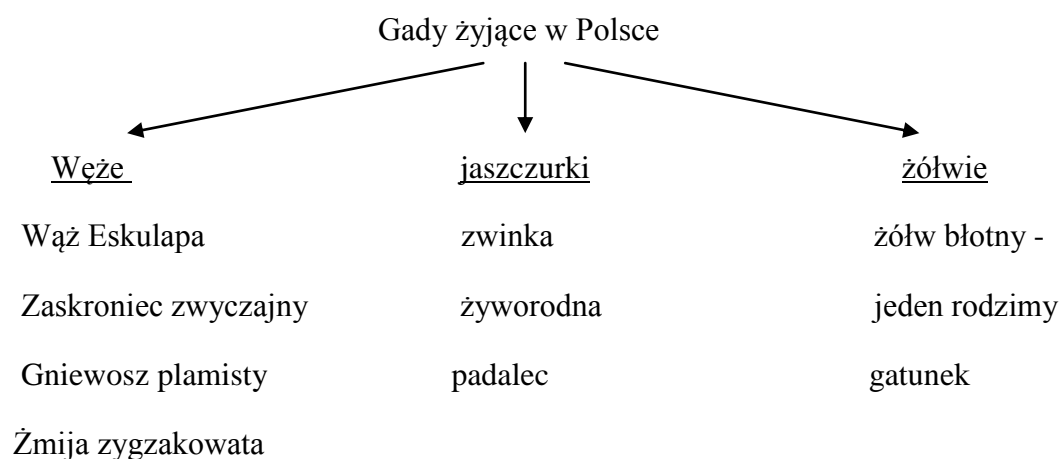 Gady żyjące w Polsce
Węże jaszczurki żółwie
Wąż Eskulapa zwinka żółw błotny -
Zaskroniec zwyczajny żyworodna jeden rodzimy
Gniewosz plamisty padalec gatunek
Żmija zygzakowata